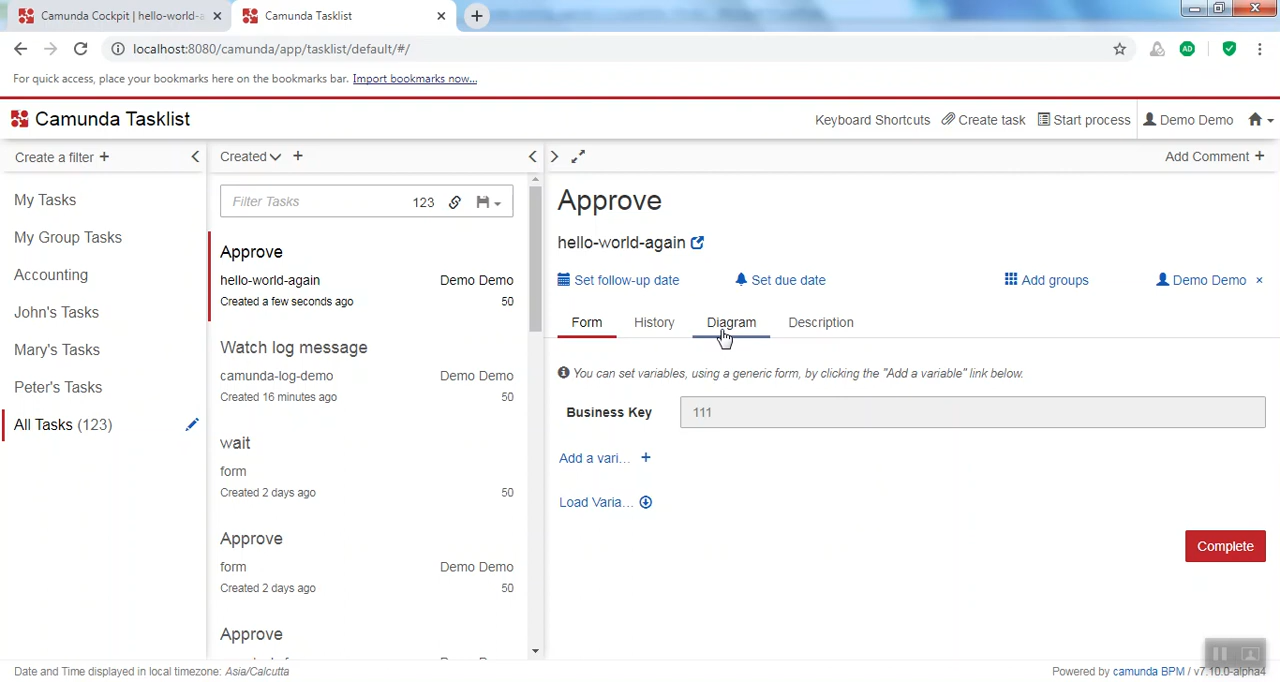 Camunda Cockpit | hello-world-a
Camunda Tasklist
localhost:8080/camunda/app/tasklist/default/#/
AD
For quick access, place your bookmarks here on the bookmarks bar. Import bookmarks now...
Camunda Tasklist
Keyboard Shortcuts
Create task
Start process
Demo Demo
Create a filter +
Created
Add Comment +
My Tasks
My Group Tasks
Accounting
John's Tasks
Mary's Tasks
Peter's Tasks
All Tasks (123)
Filter Tasks
123
Approve
hello-world-again Demo Demo
Created a few seconds ago 50
Watch log message
camunda-log-demo Demo Demo
Created 16 minutes ago 50
wait
form
Created 2 days ago 50
Approve
form Demo Demo
Created 2 days ago 50
Approve
Approve
hello-world-again
Set follow-up date
Set due date
Add groups
Demo Demo ×
Form
History
Diagram
Description
You can set variables, using a generic form, by clicking the "Add a variable" link below.
Business Key
111
Add a vari... +
Load Varia...
Complete
Date and Time displayed in local timezone: Asia/Calcutta
Powered by camunda BPM / v7.10.0-alpha4